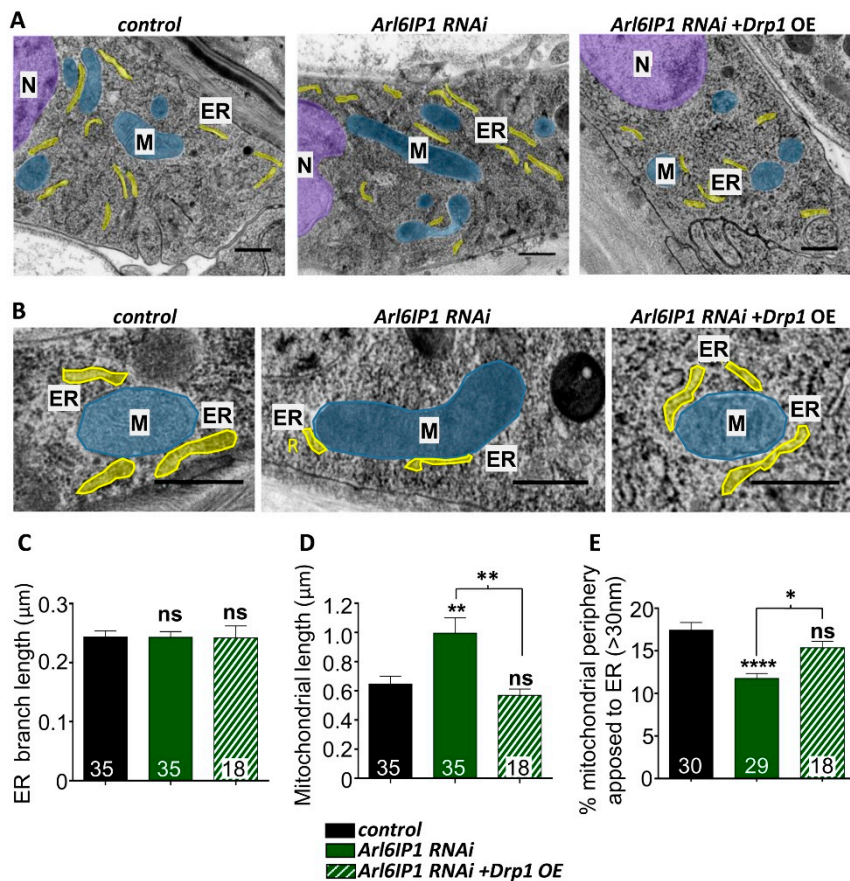 A
control
Arl6IP1 RNAi
Arl6IP1 RNAi +Drp1 OE
N
ER
M
N
ER
M
N
M
ER
B
control
Arl6IP1 RNAi
Arl6IP1 RNAi +Drp1 OE
ER
M
ER
ER
R
M
ER
ER
ER
M
C
D
E
ER branch length (µm)
0.3
0.2
0.1
0
ns
ns
35
35
18
Mitochondrial length (µm)
1.2
1.0
0.8
0.6
0.4
0.2
0
**
**
ns
35
35
18
% mitochondrial periphery
apposed to ER (>30nm)
20
15
10
5
0
*
****
ns
30
29
18
control
Arl6IP1 RNAi
Arl6IP1 RNAi +Drp1 OE